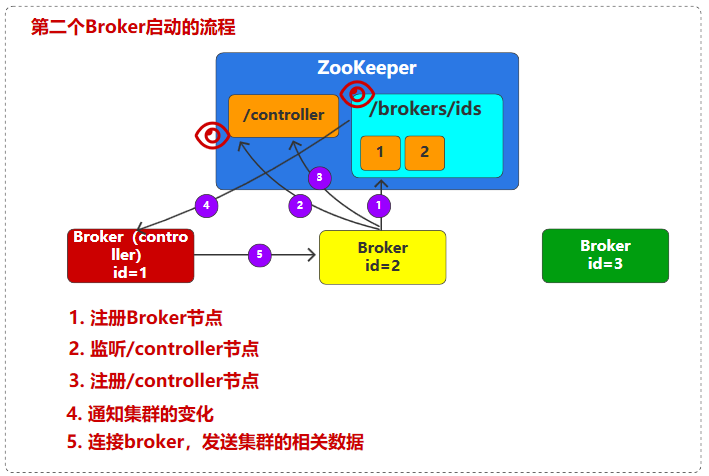 第二个Broker启动的流程
ZooKeeper
/controller
/brokers/ids
1
2
3
4
2
1
Broker（contro
ller）
id=1
5
Broker
id=2
Broker
id=3
1. 注册Broker节点
2. 监听/controller节点
3. 注册/controller节点
4. 通知集群的变化
5. 连接broker，发送集群的相关数据